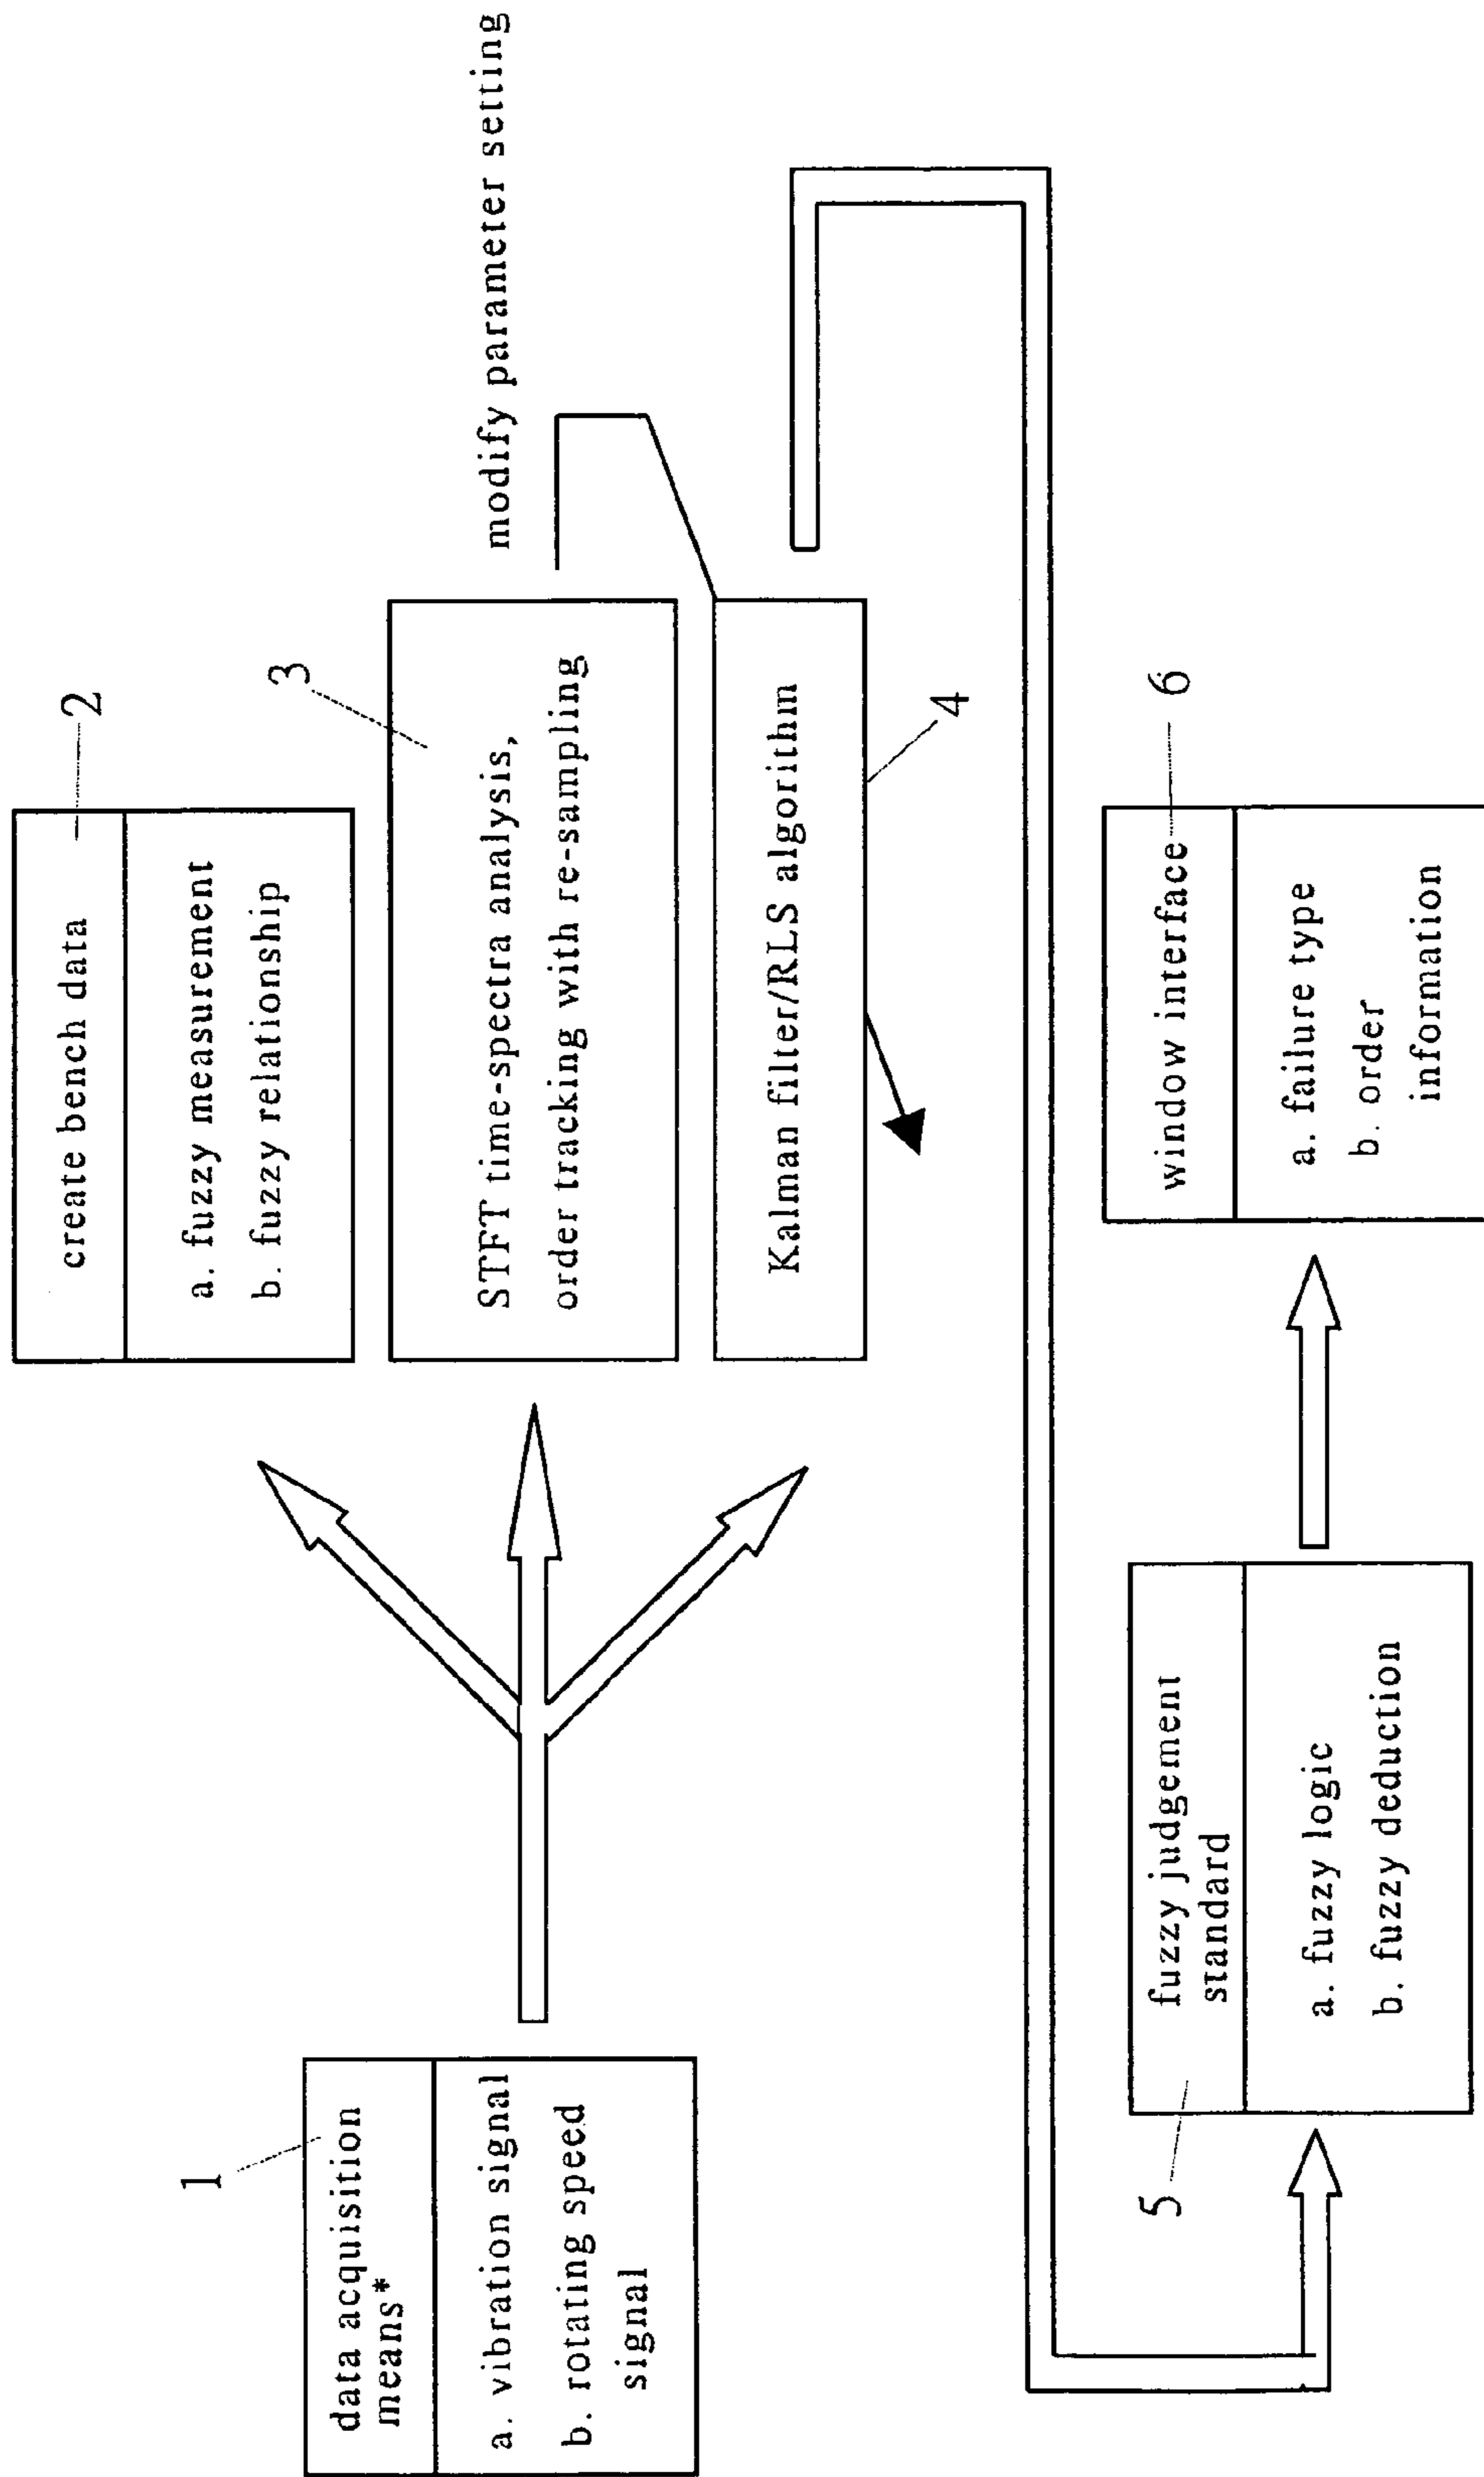 1
data acquisition
means*
a. vibration signal
b. rotating speed
signal
2
create bench data
a. fuzzy measurement
b. fuzzy relationship
3
STFT time-spectra analysis,
order tracking with re-sampling
modify parameter setting
Kalman filter/RLS algorithm
4
5
fuzzy judgement
standard
a. fuzzy logic
b. fuzzy deduction
6
window interface
a. failure type
b. order
information